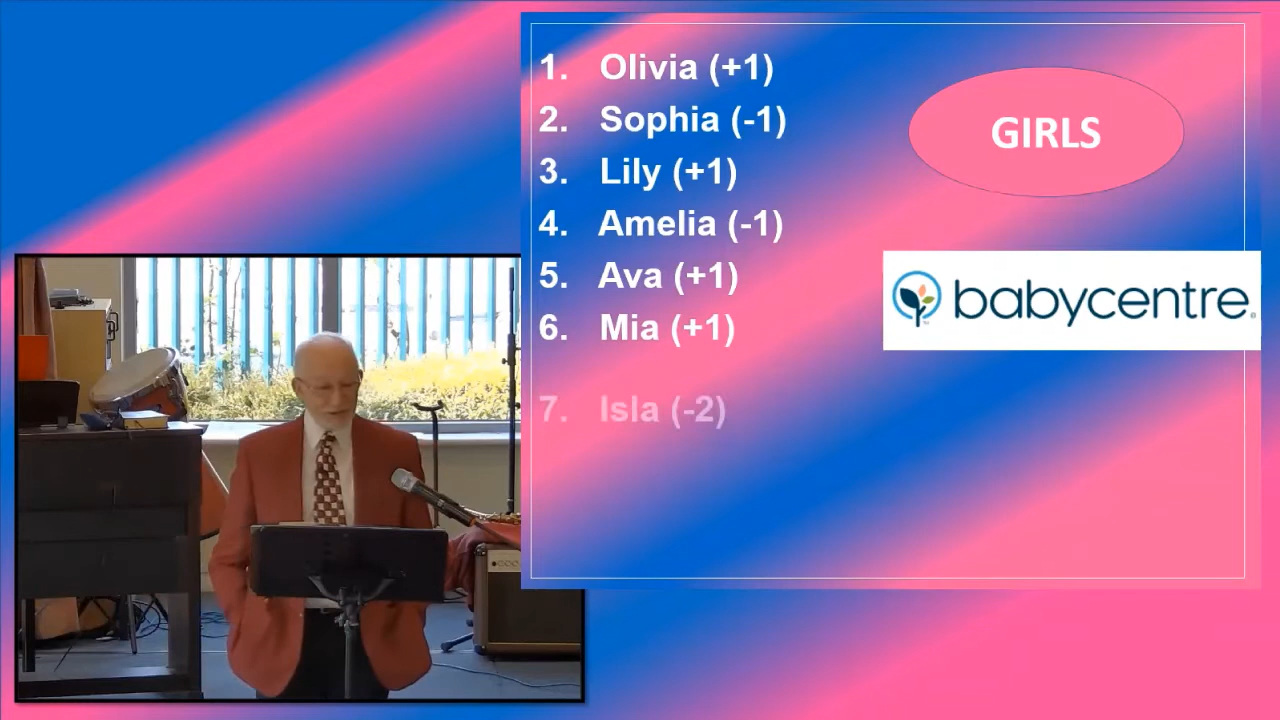 1. Olivia (+1)
2. Sophia (-1)
3. Lily (+1)
4. Amelia (-1)
5. Ava (+1)
6. Mia (+1)
7. Isla (-2)
GIRLS
babycentre